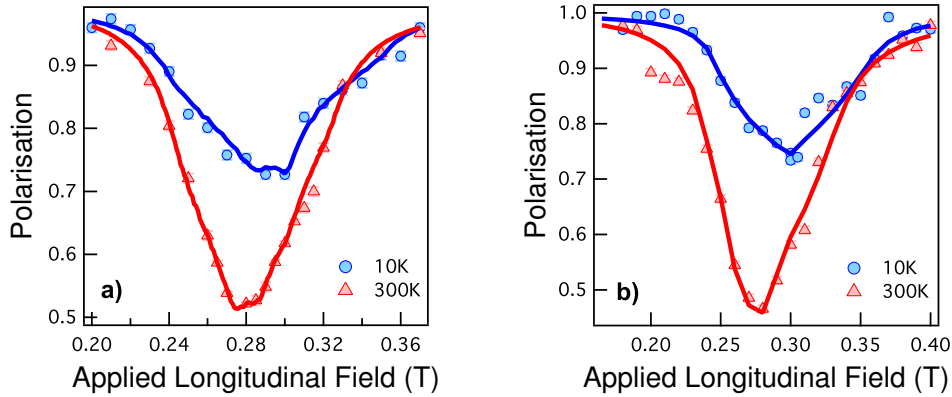 Polarisation
0.9
0.8
0.7
0.6
0.5
0.20
0.24
0.28
0.32
0.36
Applied Longitudinal Field (T)
a)
10K
300K
Polarisation
1.0
0.9
0.8
0.7
0.6
0.5
0.20
0.25
0.30
0.35
0.40
Applied Longitudinal Field (T)
b)
10K
300K